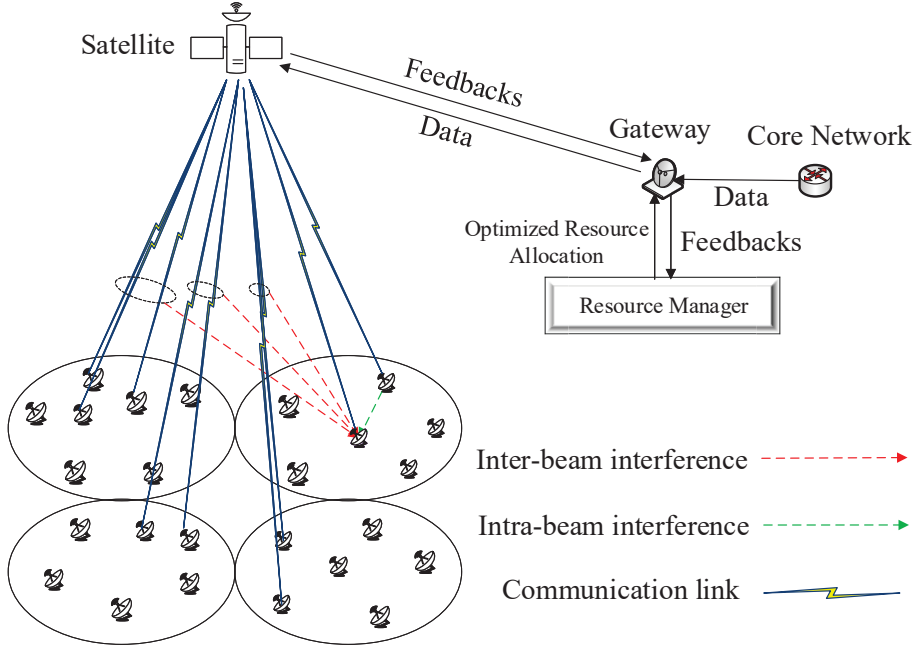 Satellite
Feedbacks
Data
Gateway
Core Network
Data
Optimized Resource
Allocation
Feedbacks
Resource Manager
Inter-beam interference
Intra-beam interference
Communication link